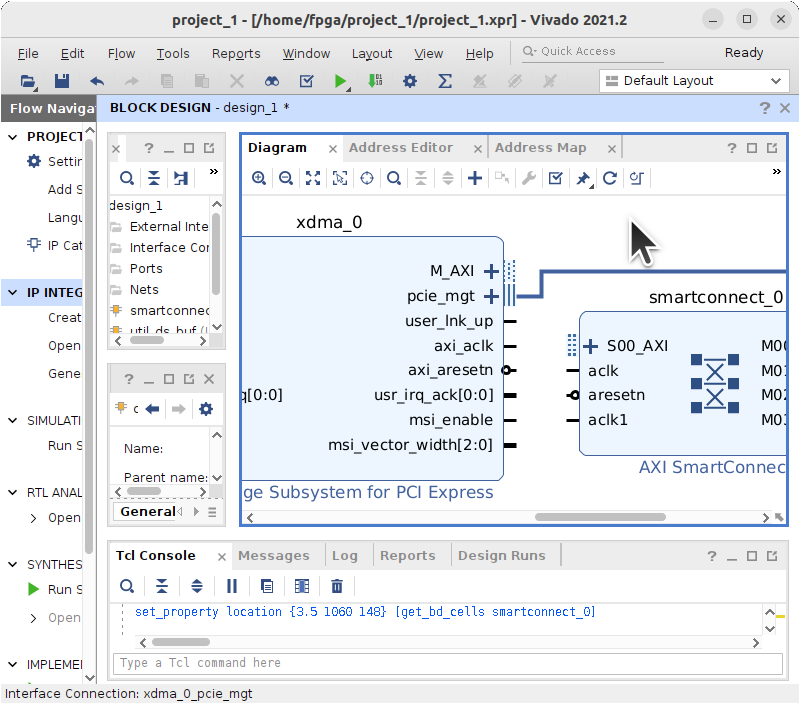 project_1 - [/home/fpga/project_1/project_1.xpr] - Vivado 2021.2
File Edit Flow Tools Reports Window Layout View Help Quick Access Ready
Default Layout
Flow Naviga
BLOCK DESIGN - design_1 *
PROJECT
Settin
Add S
Langu
IP Cat
IP INTEG
Creat
Open
Gene
SIMULATI
Run S
RTL ANAL
Open
SYNTHES
Run S
Open
IMPLEMEI
design_1
External Inte
Interface Cor
Ports
Nets
smartconnec
util_ds_buf (
Name:
Parent name:
General
Diagram Address Editor Address Map
xdma_0
M_AXI
pcie_mgt
user_lnk_up
axi_aclk
axi_aresetn
q[0:0] usr_irq_ack[0:0]
msi_enable
msi_vector_width[2:0]
ge Subsystem for PCI Express
smartconnect_0
S00_AXI M00
aclk M01
aresetn M02
aclk1 M03
AXI SmartConnec
Tcl Console Messages Log Reports Design Runs
set_property location {3.5 1060 148} [get_bd_cells smartconnect_0]
Type a Tcl command here
Interface Connection: xdma_0_pcie_mgt